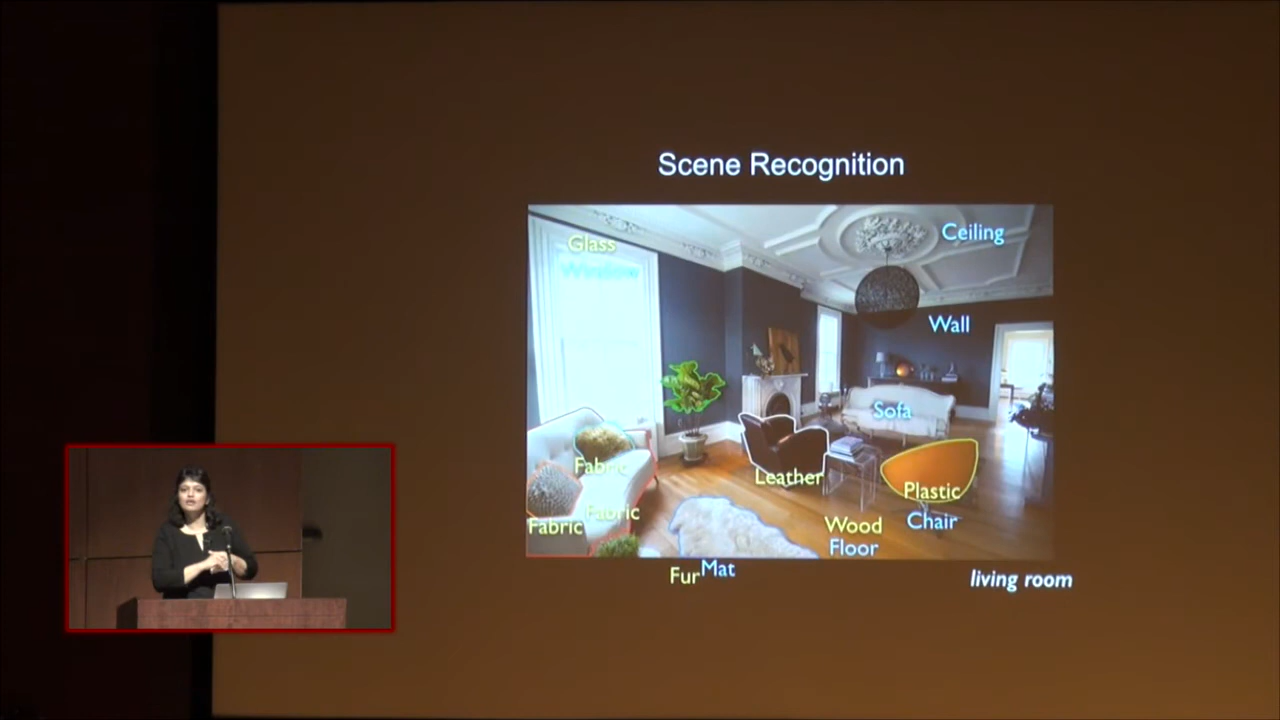 Scene Recognition
Glass
Window
Ceiling
Wall
Sofa
Fabric
Leather
Plastic
Fabric
Fabric
Wood
Chair
Floor
Fur
Mat
living room